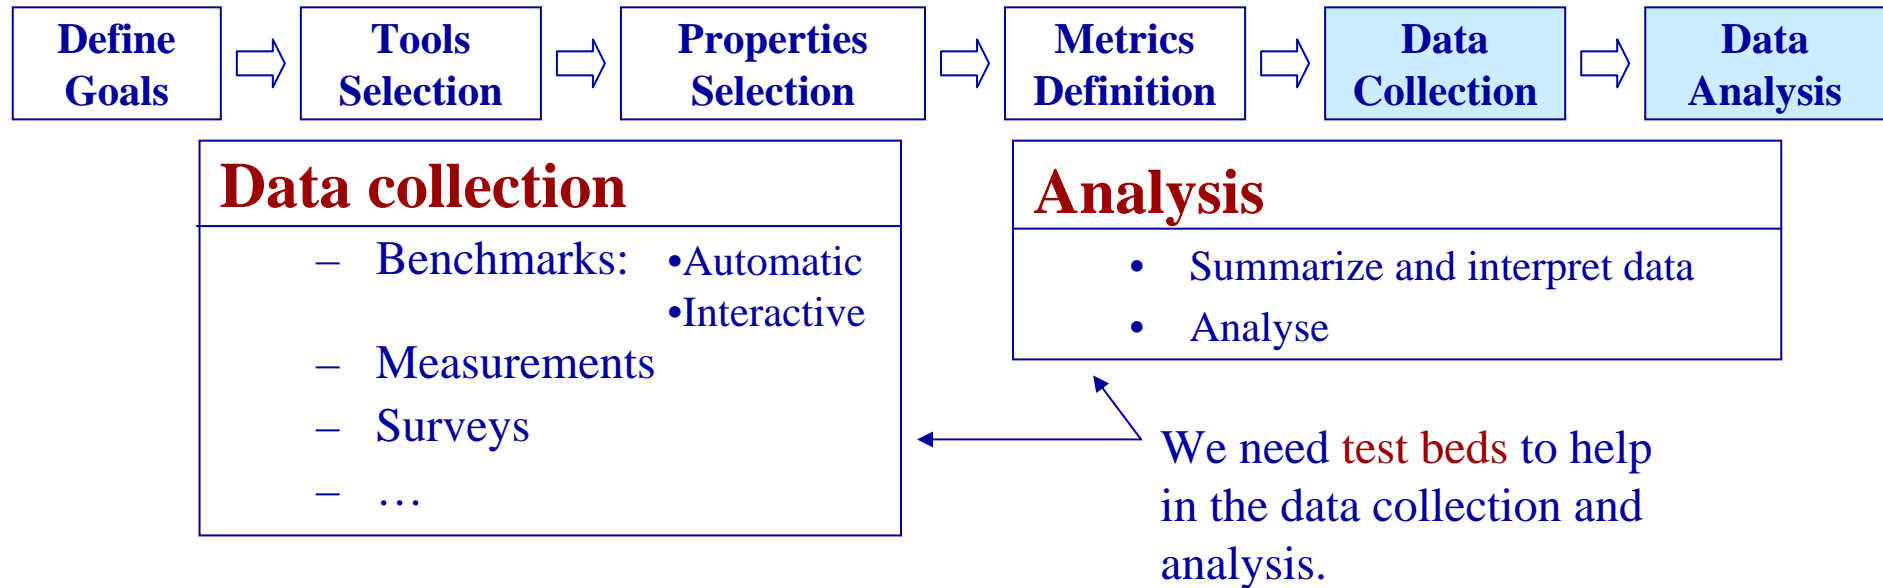 Define
Goals
Tools
Selection
Properties
Selection
Metrics
Definition
Data
Collection
Data
Analysis
Data collection
– Benchmarks: •Automatic
•Interactive
– Measurements
– Surveys
– …
Analysis
• Summarize and interpret data
• Analyse
We need test beds to help
in the data collection and
analysis.